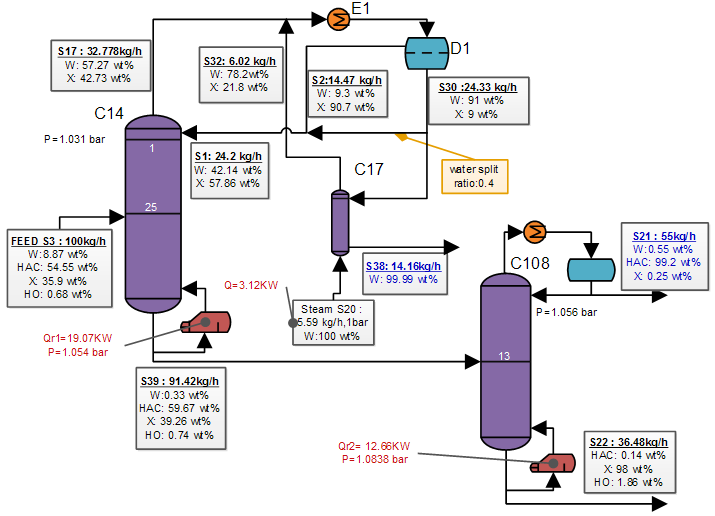 E1
S17 : 32.778kg/h
W: 57.27 wt%
X: 42.73 wt%
S32: 6.02 kg/h
W: 78.2wt%
X: 21.8 wt%
S2:14.47 kg/h
W: 9.3 wt%
X: 90.7 wt%
D1
S30 :24.33 kg/h
W: 91 wt%
X: 9 wt%
C14
P=1.031 bar
1
25
S1: 24.2 kg/h
W: 42.14 wt%
X: 57.86 wt%
C17
water split
ratio:0.4
FEED S3 : 100kg/h
W:8.87 wt%
HAC: 54.55 wt%
X: 35.9 wt%
HO: 0.68 wt%
S38: 14.16kg/h
W: 99.99 wt%
S21 : 55kg/h
W:0.55 wt%
HAC: 99.2 wt%
X: 0.25 wt%
C108
P=1.056 bar
Q=3.12KW
Steam S20 :
5.59 kg/h,1bar
W:100 wt%
Qr1=19.07KW
P=1.054 bar
13
S39 : 91.42kg/h
W:0.33 wt%
HAC: 59.67 wt%
X: 39.26 wt%
HO: 0.74 wt%
Qr2= 12.66KW
P=1.0838 bar
S22 : 36.48kg/h
HAC: 0.14 wt%
X: 98 wt%
HO: 1.86 wt%